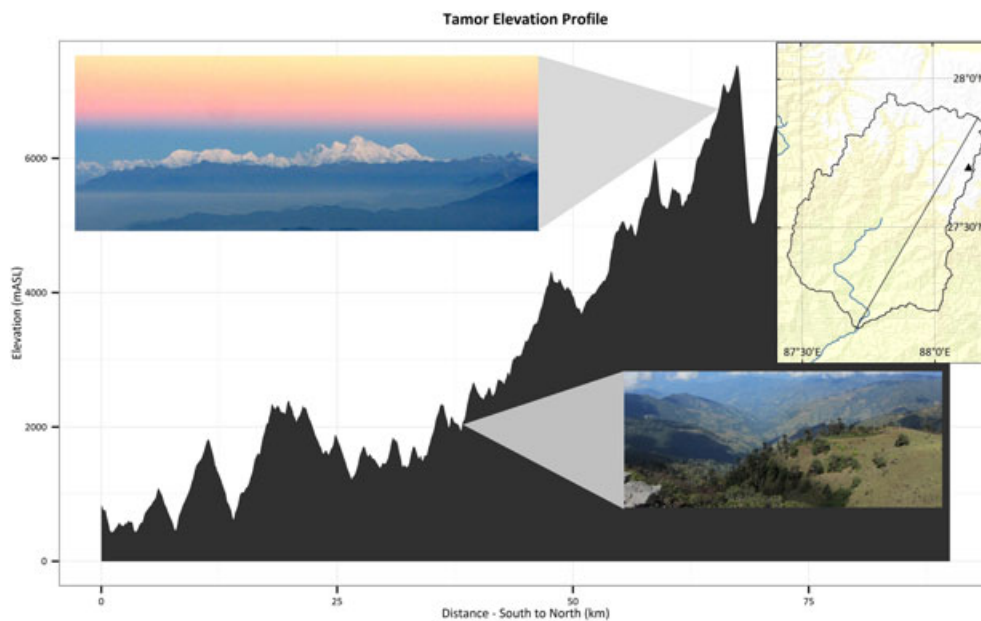 Tamor Elevation Profile
28°0'
6000
27°30'
4000
Elevation (mASL)
87°30'E
88°0'E
2000
0
0
25
50
75
Distance - South to North (km)